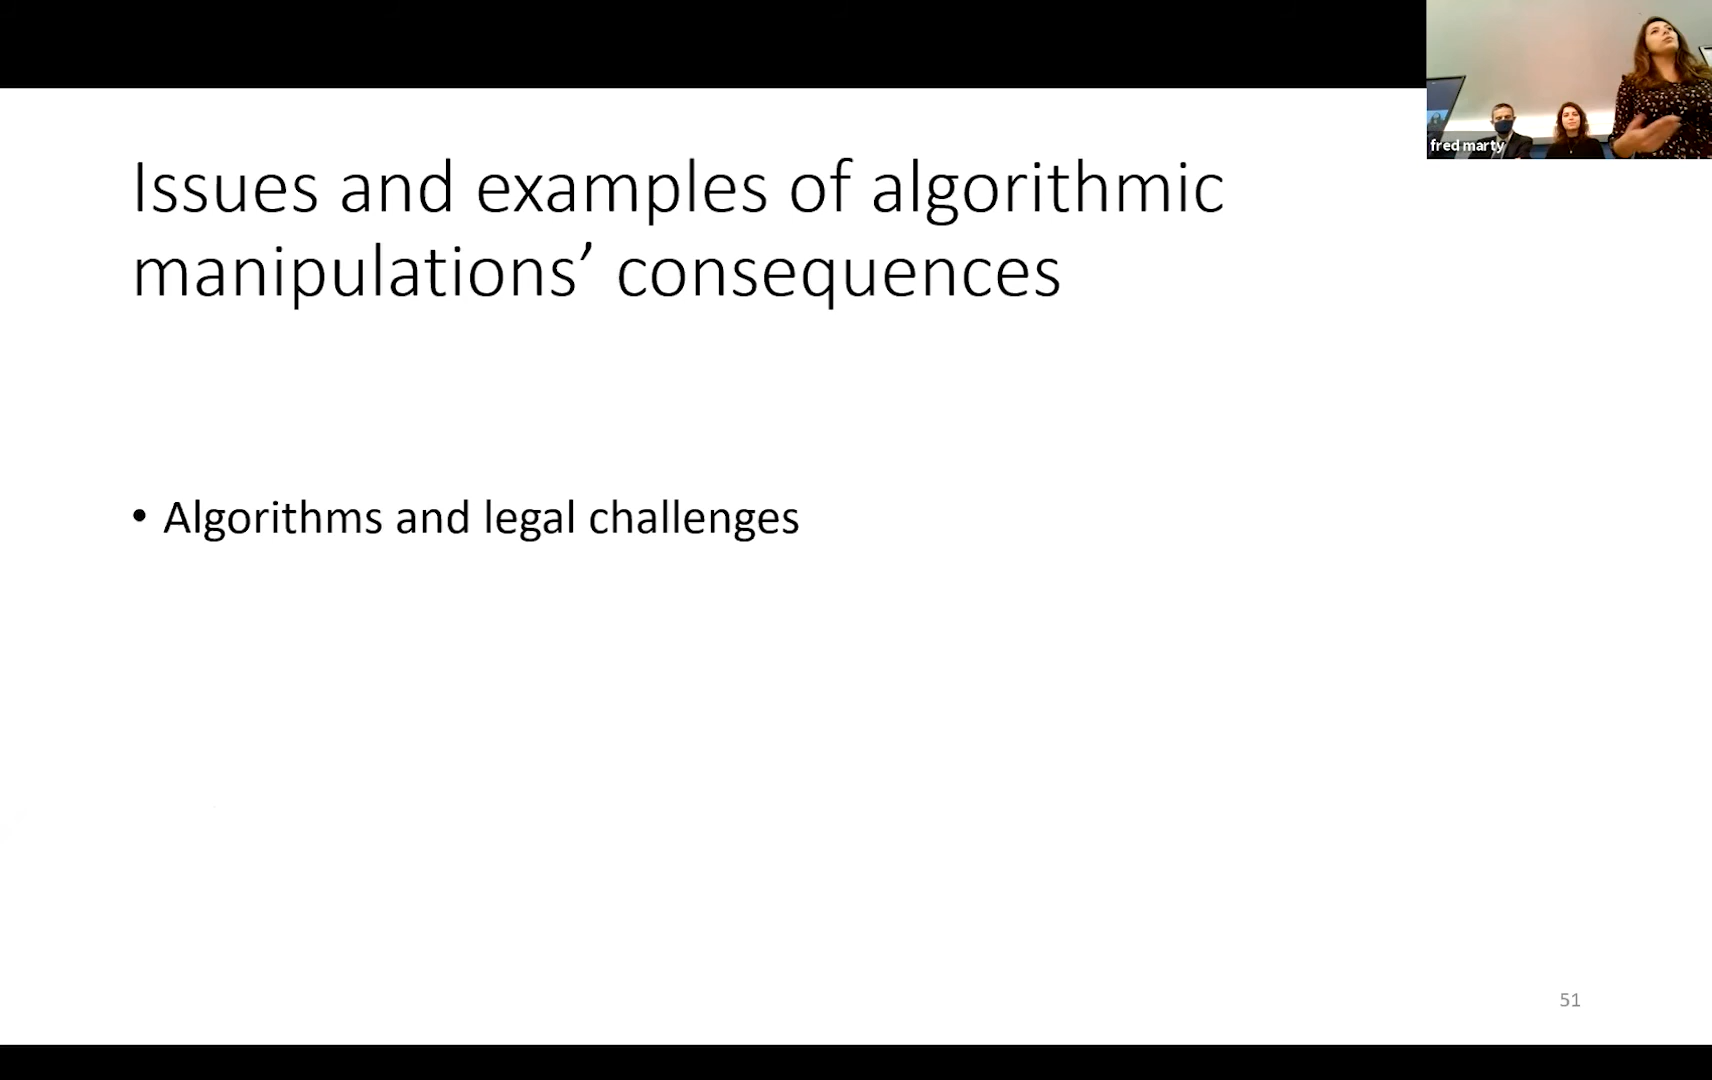 fred marty
Issues and examples of algorithmic
manipulations’ consequences
• Algorithms and legal challenges
51